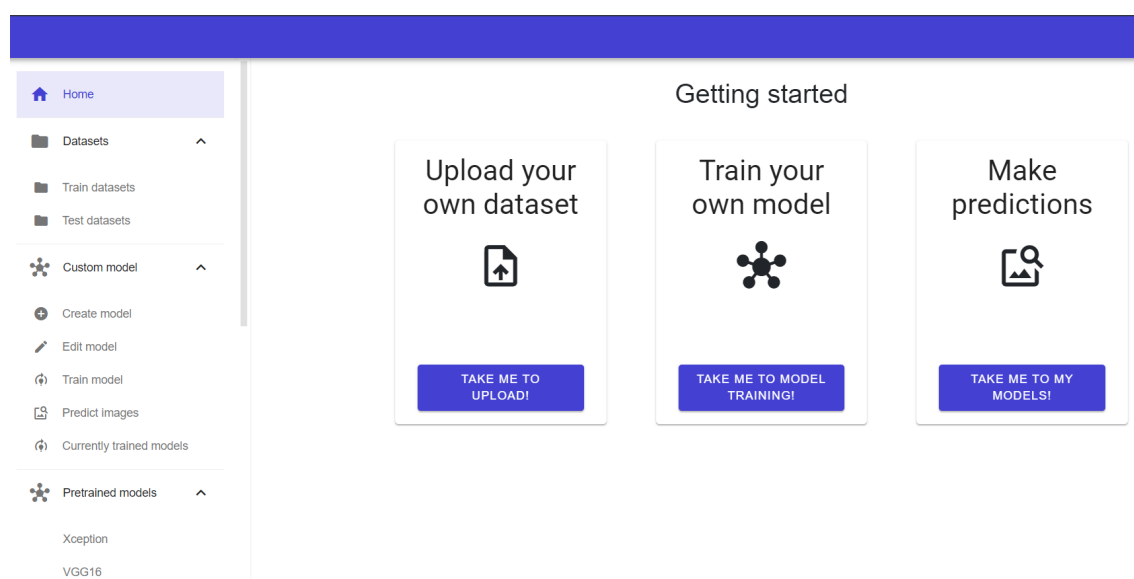 Home
Datasets
Train datasets
Test datasets
Custom model
Create model
Edit model
Train model
Predict images
Currently trained models
Pretrained models
Xception
VGG16
Getting started
Upload your
own dataset
TAKE ME TO
UPLOAD!
Train your
own model
TAKE ME TO MODEL
TRAINING!
Make
predictions
TAKE ME TO MY
MODELS!